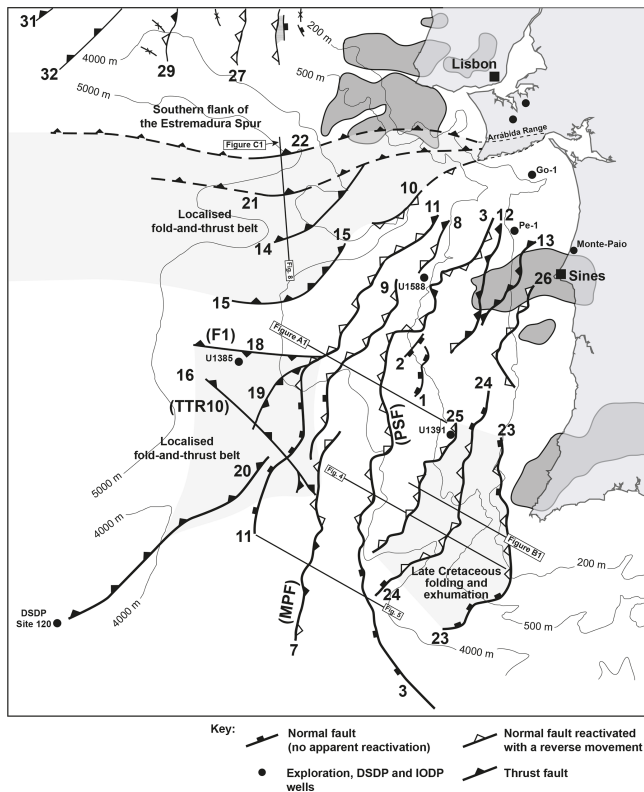 31
32
4000 m
29
27
200 m
500 m
Lisbon
5000 m
Southern flank of
the Estremadura Spur
Figure C1
22
Arrabida Range
Go-1
21
10
Localised
fold-and-thrust belt
11
8
3
12
Pe-1
14
15
13
Monte-Paio
Fig. 8
9
U1588
26
Sines
15
(F1)
18
Figure A1
U1385
2
16
19
24
1
(TTR10)
(PSF)
25
23
U1391
Localised
fold-and-thrust belt
20
5000 m
Fig. 4
4000 m
11
Figure B1
200 m
Late Cretaceous
folding and
exhumation
24
4000 m
(MPF)
Fig. 5
DSDP
Site 120
500 m
23
7
4000 m
3
Key:
Normal fault
(no apparent reactivation)
Normal fault reactivated
with a reverse movement
Exploration, DSDP and IODP
wells
Thrust fault